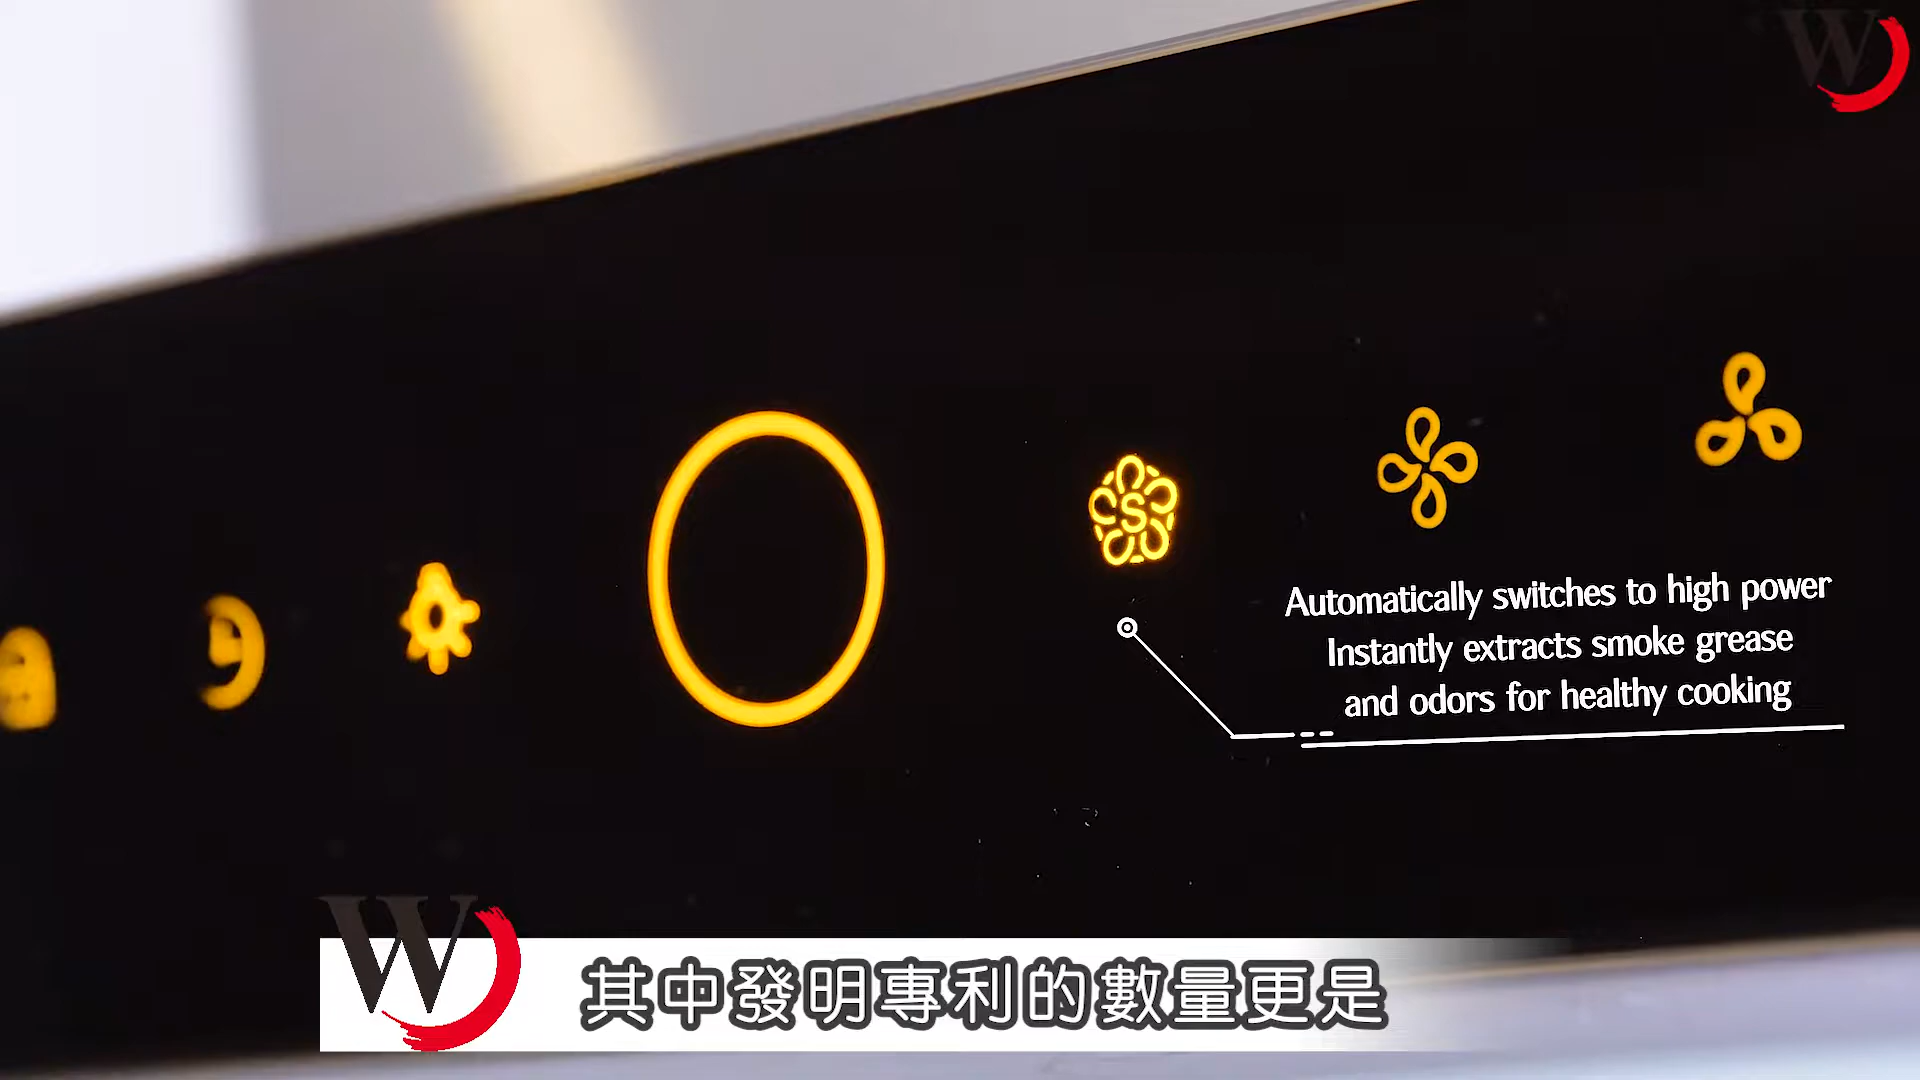 W
S
Automatically switches to high power
Instantly extracts smoke grease
and odors for healthy cooking
W
其中發明專利的數量更是